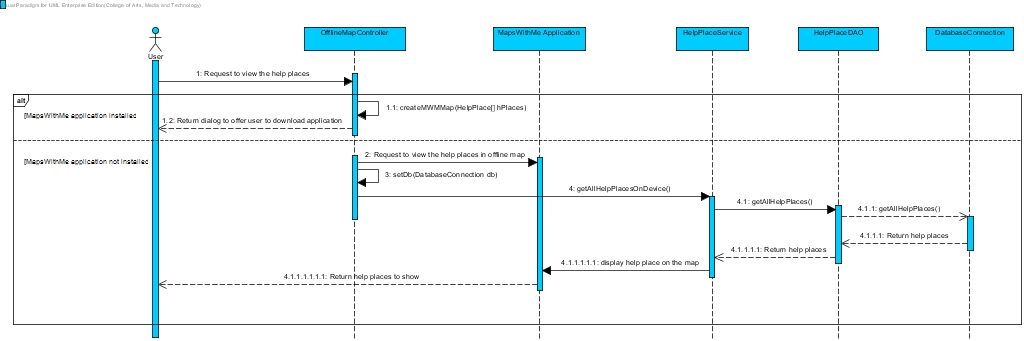 ual Paradigm for UML Enterprise Edition(College of Arts, Media and Technology)
OfflineMapController
MapsWithMe Application
HelpPlaceService
HelpPlaceDAO
DatabaseConnection
User
1: Request to view the help places
alt
1.1: createMWMMap(HelpPlace[] hPlaces)
[MapsWithMe application installed
1.2: Return dialog to offer user to download application
[MapsWithMe application not installed
2: Request to view the help places in offline map
3: setDb(DatabaseConnection db)
4: getAllHelpPlacesOnDevice()
4.1: getAllHelpPlaces()
4.1.1: getAllHelpPlaces()
4.1.1.1: Return help places
4.1.1.1.1: Return help places
4.1.1.1.1.1: display help place on the map
4.1.1.1.1.1.1: Return help places to show